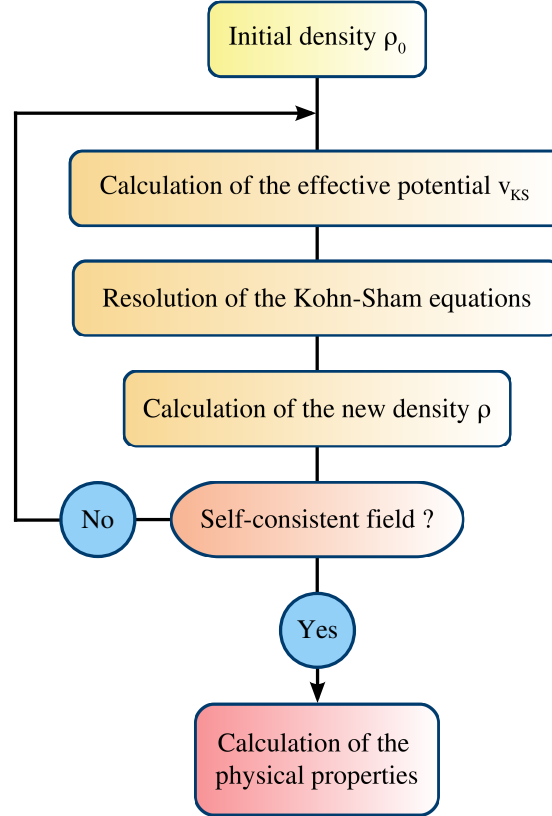 Initial density ρ₀
Calculation of the effective potential vKS
Resolution of the Kohn-Sham equations
Calculation of the new density ρ
No
Self-consistent field ?
Yes
Calculation of the
physical properties